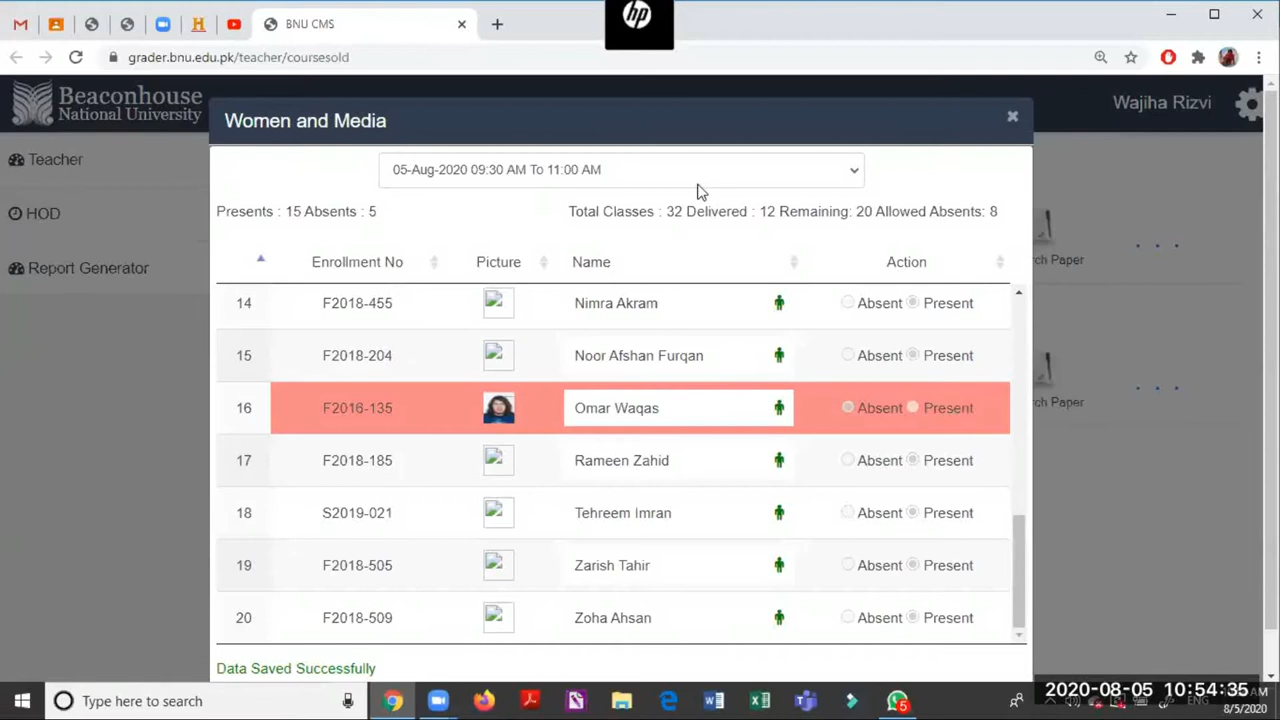 BNU CMS
hp
grader.bnu.edu.pk/teacher/coursesold
Beaconhouse
National University
Wajiha Rizvi
Women and Media
Teacher
HOD
Report Generator
05-Aug-2020 09:30 AM To 11:00 AM
Presents : 15 Absents : 5
Total Classes : 32 Delivered : 12 Remaining: 20 Allowed Absents: 8
Enrollment No Picture Name Action
14 F2018-455 Nimra Akram Absent Present
15 F2018-204 Noor Afshan Furqan Absent Present
16 F2016-135 Omar Waqas Absent Present
17 F2018-185 Rameen Zahid Absent Present
18 S2019-021 Tehreem Imran Absent Present
19 F2018-505 Zarish Tahir Absent Present
20 F2018-509 Zoha Ahsan Absent Present
Data Saved Successfully
Paper
Paper
Type here to search
5
2020-08-05 10:54:35
8/5/2020